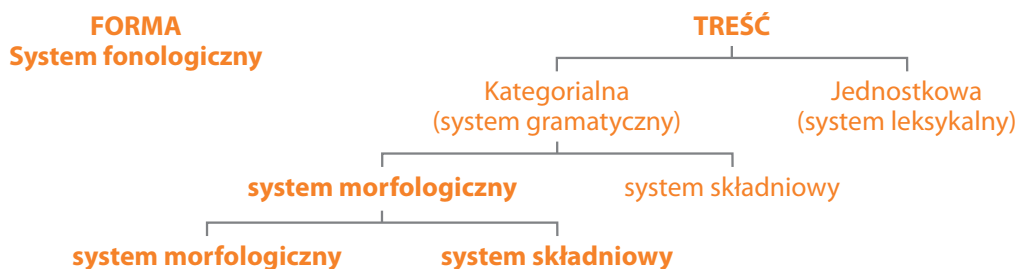 FORMA
System fonologiczny
TREŚĆ
Kategorialna
(system gramatyczny)
Jednostkowa
(system leksykalny)
system morfologiczny
system składniowy
system morfologiczny
system składniowy